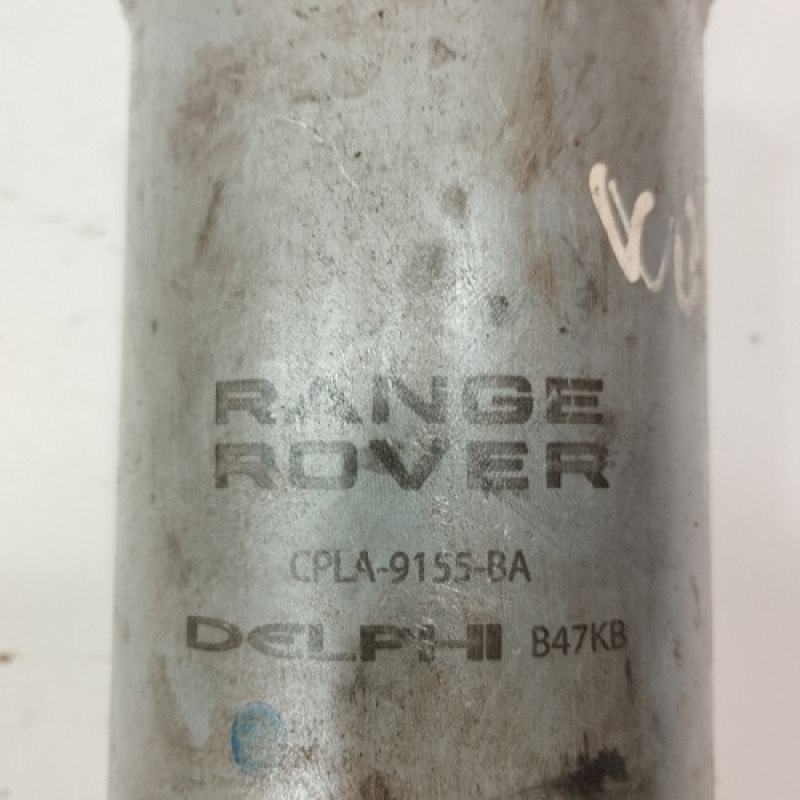 RANGE
ROVER
CPLA-9155-BA
DELPHI B47KB